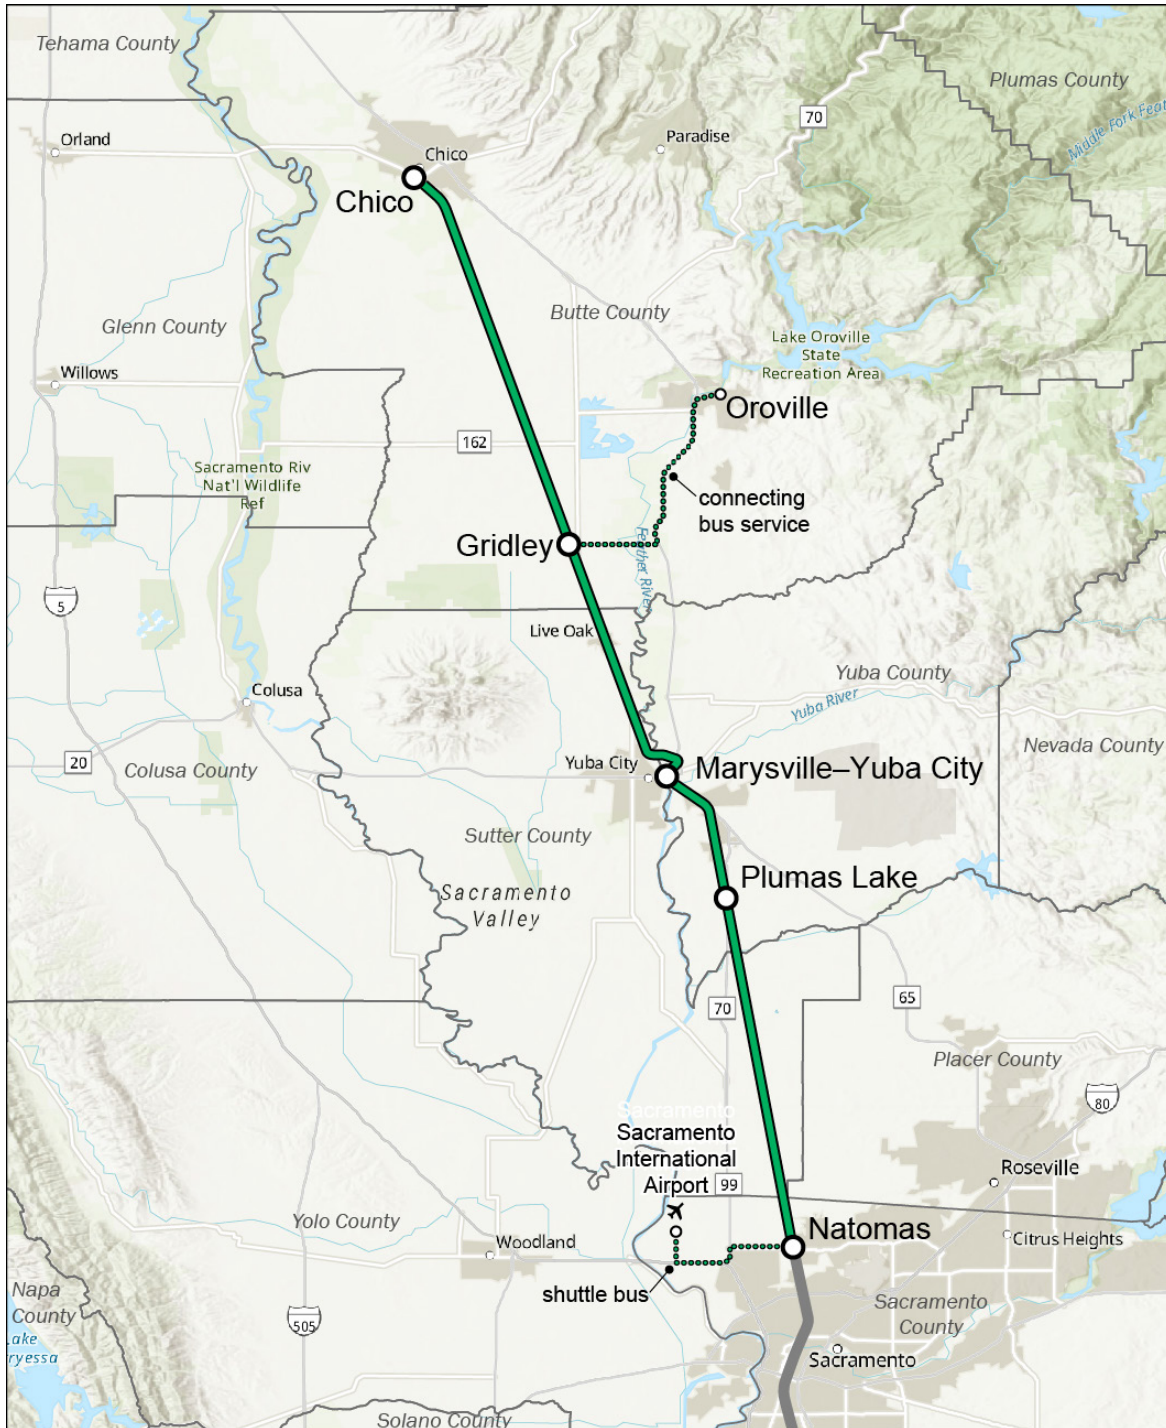 Tehama County
Plumas County
Middle Fork Feat
70
Orland
Chico
Paradise
Chico
Glenn County
Butte County
Lake Oroville
State
Recreation Area
Willows
Oroville
162
Sacramento Riv
Nat'l Wildlife
Ref
connecting
bus service
Gridley
Feather River
5
Live Oak
Yuba County
Colusa
Yuba River
Nevada County
20
Colusa County
Yuba City
Marysville–Yuba City
Sutter County
Plumas Lake
Sacramento
Valley
65
70
Placer County
80
Sacramento
Sacramento
International
Airport
99
Roseville
Yolo County
Natomas
Woodland
Citrus Heights
shuttle bus
Napa
County
Sacramento
County
505
ake
ryessa
Sacramento
Solano County